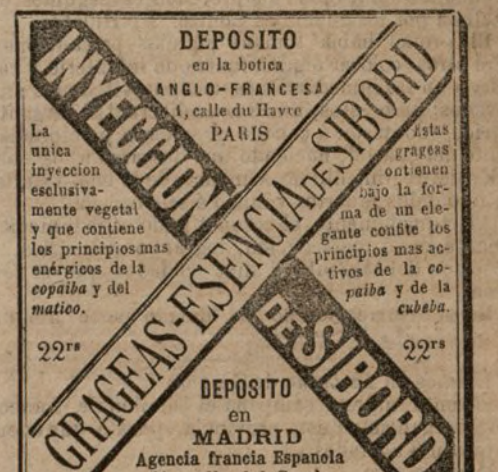 DEPOSITO
en la botica
ANGLO-FRANCESA
1, calle du Havre
PARIS
INYECCION
DE SIBORD
GRAGEAS-ESENCIA DE SIBORD
La
unica
inyeccion
esclusiva-
mente vegetal
y que contiene
los principios mas
enérgicos de la
copaiba y del
matico.
22rs
Estas
grageas
contienen
bajo la for-
ma de un ele-
gante confite los
principios mas ac-
tivos de la co-
paiba y de la
cubeba.
22rs
DEPOSITO
en
MADRID
Agencia francia Espanola